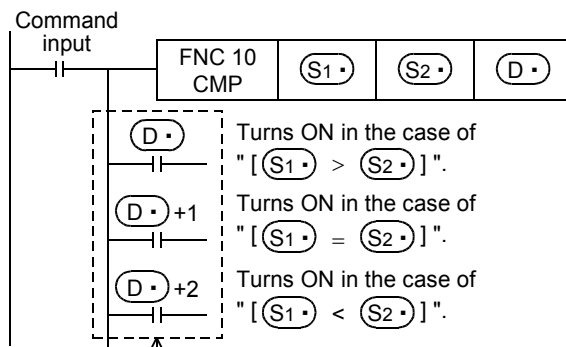 Command
input
FNC 10
CMP
S1・
S2・
D・
D・
Turns ON in the case of
" [ S1・ > S2・ ] ".
D・ +1
Turns ON in the case of
" [ S1・ = S2・ ] ".
D・ +2
Turns ON in the case of
" [ S1・ < S2・ ] ".